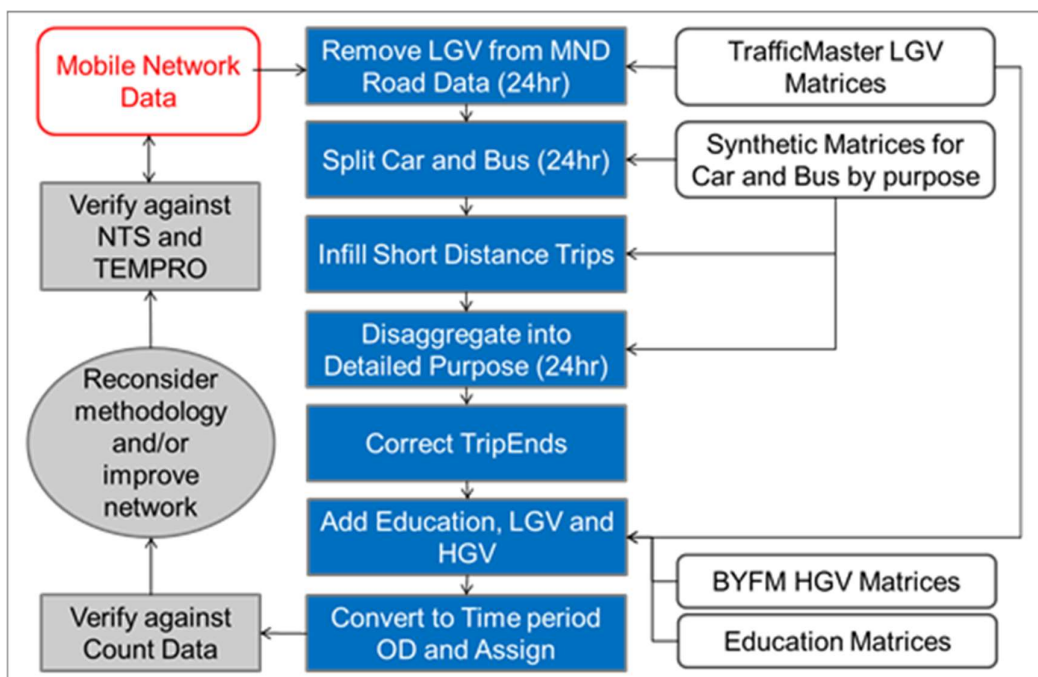 Mobile Network
Data
Remove LGV from MND
Road Data (24hr)
TrafficMaster LGV
Matrices
Split Car and Bus (24hr)
Synthetic Matrices for
Car and Bus by purpose
Verify against
NTS and
TEMPRO
Infill Short Distance Trips
Disaggregate into
Detailed Purpose (24hr)
Reconsider
methodology
and/or
improve
network
Correct TripEnds
Add Education, LGV and
HGV
BYFM HGV Matrices
Verify against
Count Data
Convert to Time period
OD and Assign
Education Matrices